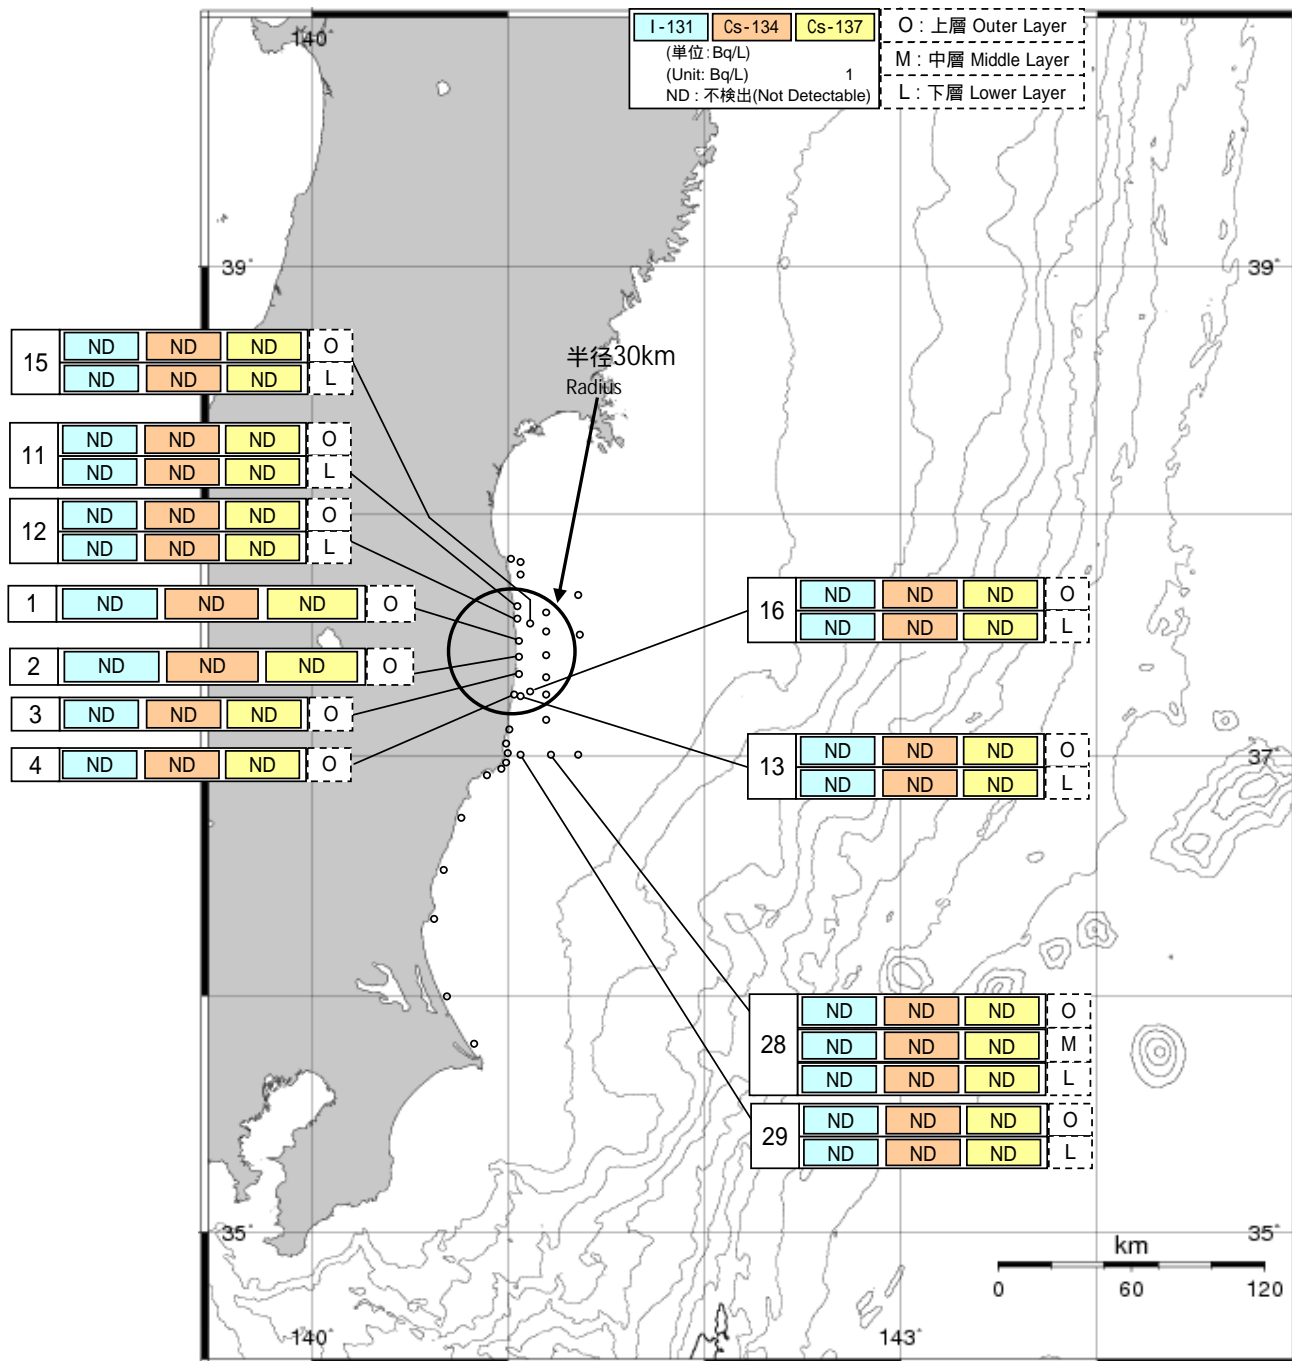 140°
I-131 Cs-134 Cs-137
(単位:Bq/L)
(Unit: Bq/L) 1
ND : 不検出(Not Detectable)
O : 上層 Outer Layer
M : 中層 Middle Layer
L : 下層 Lower Layer
39° 39°
半径30km
Radius
15 ND ND ND O
ND ND ND L
11 ND ND ND O
ND ND ND L
12 ND ND ND O
ND ND ND L
1 ND ND ND O
2 ND ND ND O
3 ND ND ND O
4 ND ND ND O
16 ND ND ND O
ND ND ND L
13 ND ND ND O
ND ND ND L
37°
28 ND ND ND O
ND ND ND M
ND ND ND L
29 ND ND ND O
ND ND ND L
35° 35°
km
0 60 120
140° 143°